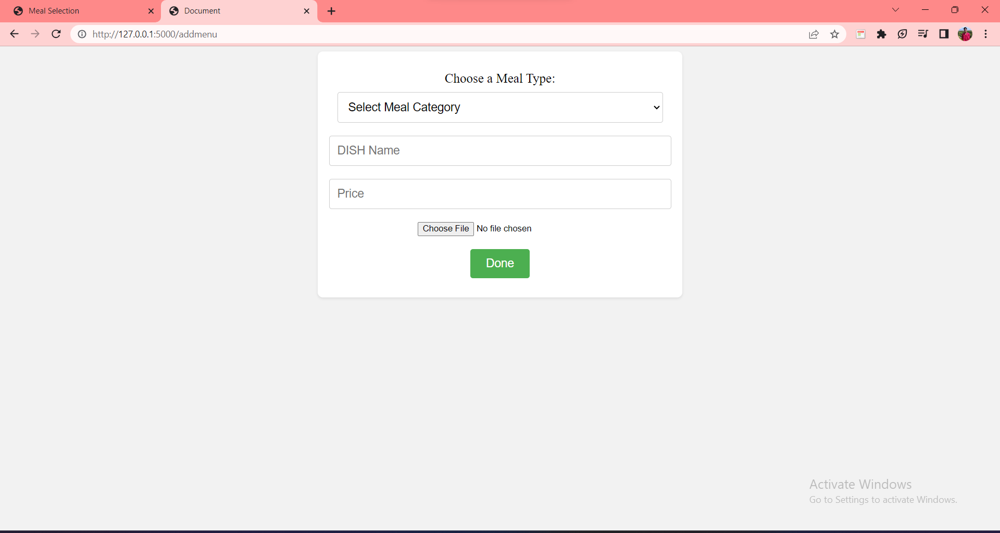 Meal Selection
Document
http://127.0.0.1:5000/addmenu
Choose a Meal Type:
Select Meal Category
DISH Name
Price
Choose File No file chosen
Done
Activate Windows
Go to Settings to activate Windows.